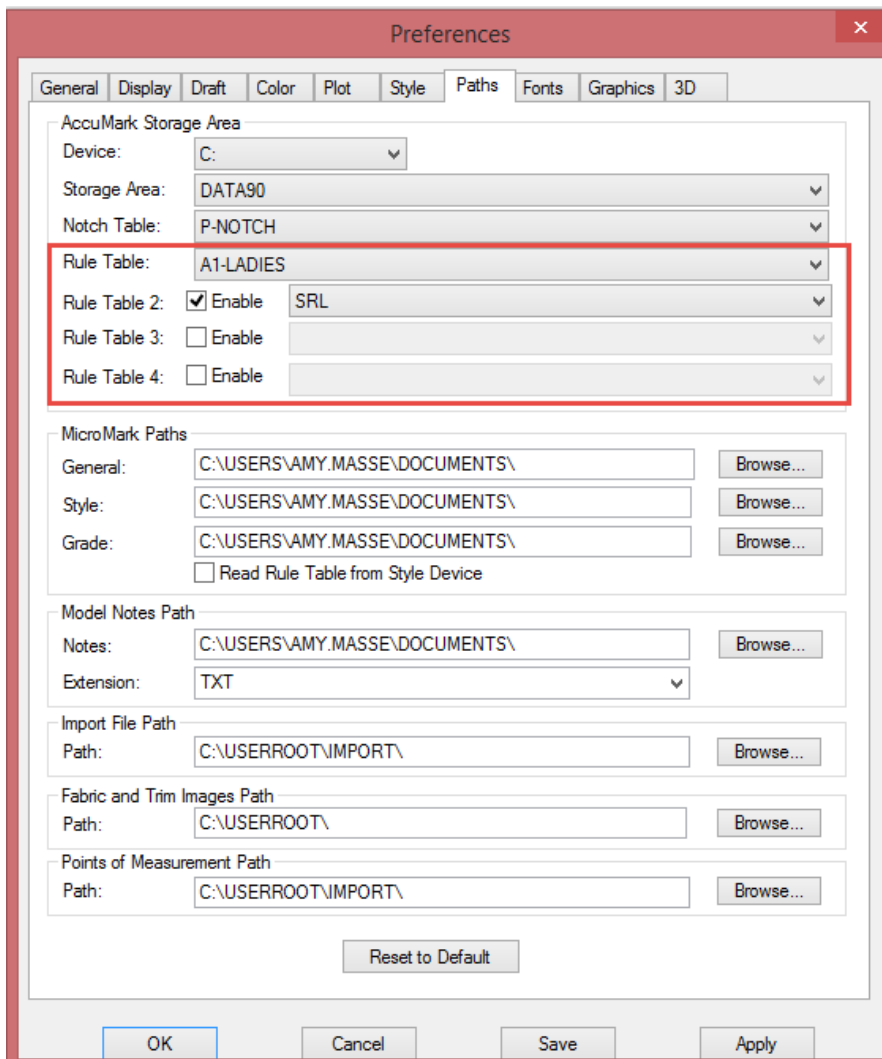 Preferences
General Display Draft Color Plot Style Paths Fonts Graphics 3D
AccuMark Storage Area
Device: C:
Storage Area: DATA90
Notch Table: P-NOTCH
Rule Table: A1-LADIES
Rule Table 2: Enable SRL
Rule Table 3: Enable
Rule Table 4: Enable
MicroMark Paths
General: C:\USERS\AMY.MASSE\DOCUMENTS\ Browse...
Style: C:\USERS\AMY.MASSE\DOCUMENTS\ Browse...
Grade: C:\USERS\AMY.MASSE\DOCUMENTS\ Browse...
Read Rule Table from Style Device
Model Notes Path
Notes: C:\USERS\AMY.MASSE\DOCUMENTS\ Browse...
Extension: TXT
Import File Path
Path: C:\USERROOT\IMPORT\ Browse...
Fabric and Trim Images Path
Path: C:\USERROOT\ Browse...
Points of Measurement Path
Path: C:\USERROOT\IMPORT\ Browse...
Reset to Default
OK Cancel Save Apply